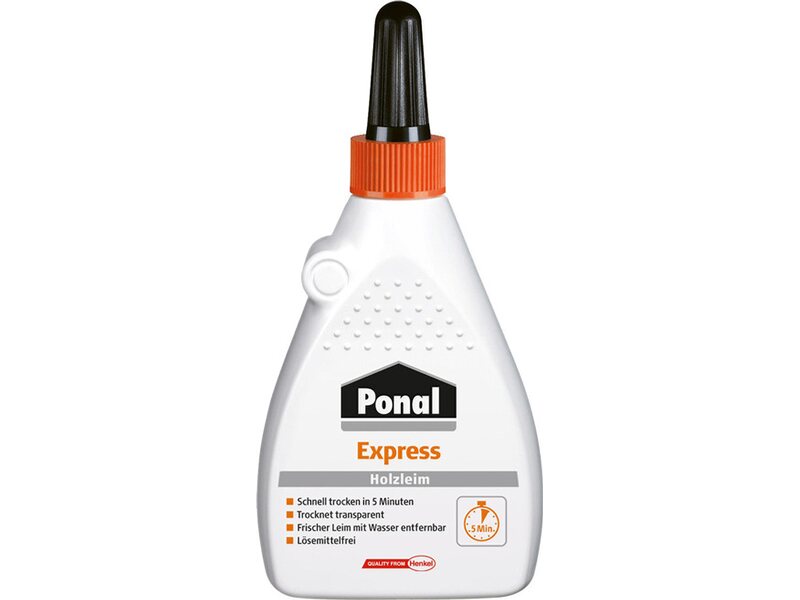 Ponal
Express
Holzleim
Schnell trocken in 5 Minuten
Trocknet transparent
Frischer Leim mit Wasser entfernbar
Lösemittelfrei
5 Min.
QUALITY FROM Henkel